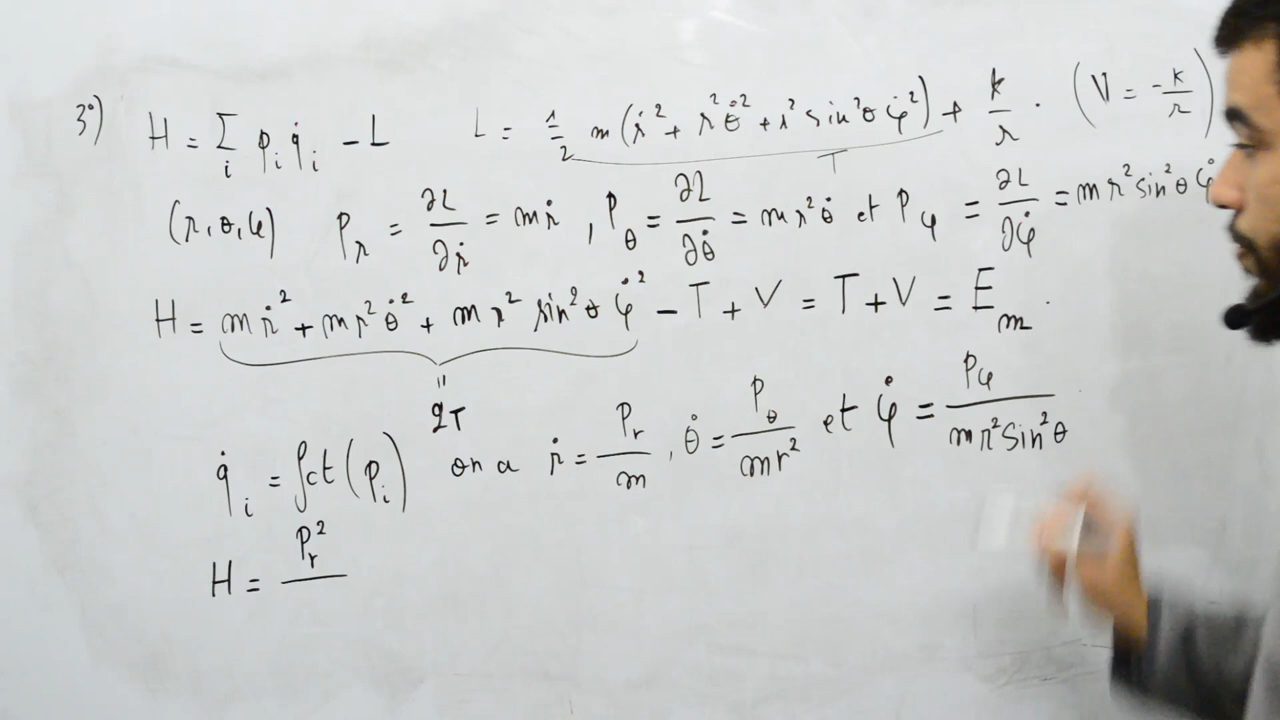 3°) H = Σ_i p_i q̇_i - L L = 1/2 m(ṙ² + r²θ̇² + r² sin²θ φ̇²) + k/r . (V = -k/r)
T
(r, θ, φ) P_r = ∂L/∂ṙ = mṙ , P_θ = ∂L/∂θ̇ = mr²θ̇ et P_φ = ∂L/∂φ̇ = mr² sin²θ φ̇
H = mṙ² + mr²θ̇² + mr² sin²θ φ̇² - T + V = T + V = E_m .
" 2T
q̇_i = fct(p_i) on a ṙ = P_r/m , θ̇ = P_θ/mr² et φ̇ = P_φ/mr² sin²θ
H = P_r²/